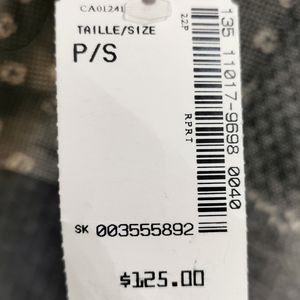 CA01241
TAILLE/SIZE
P/S
22P
RPRT
135 11017-9698 0040
SK 003555892
$125.00